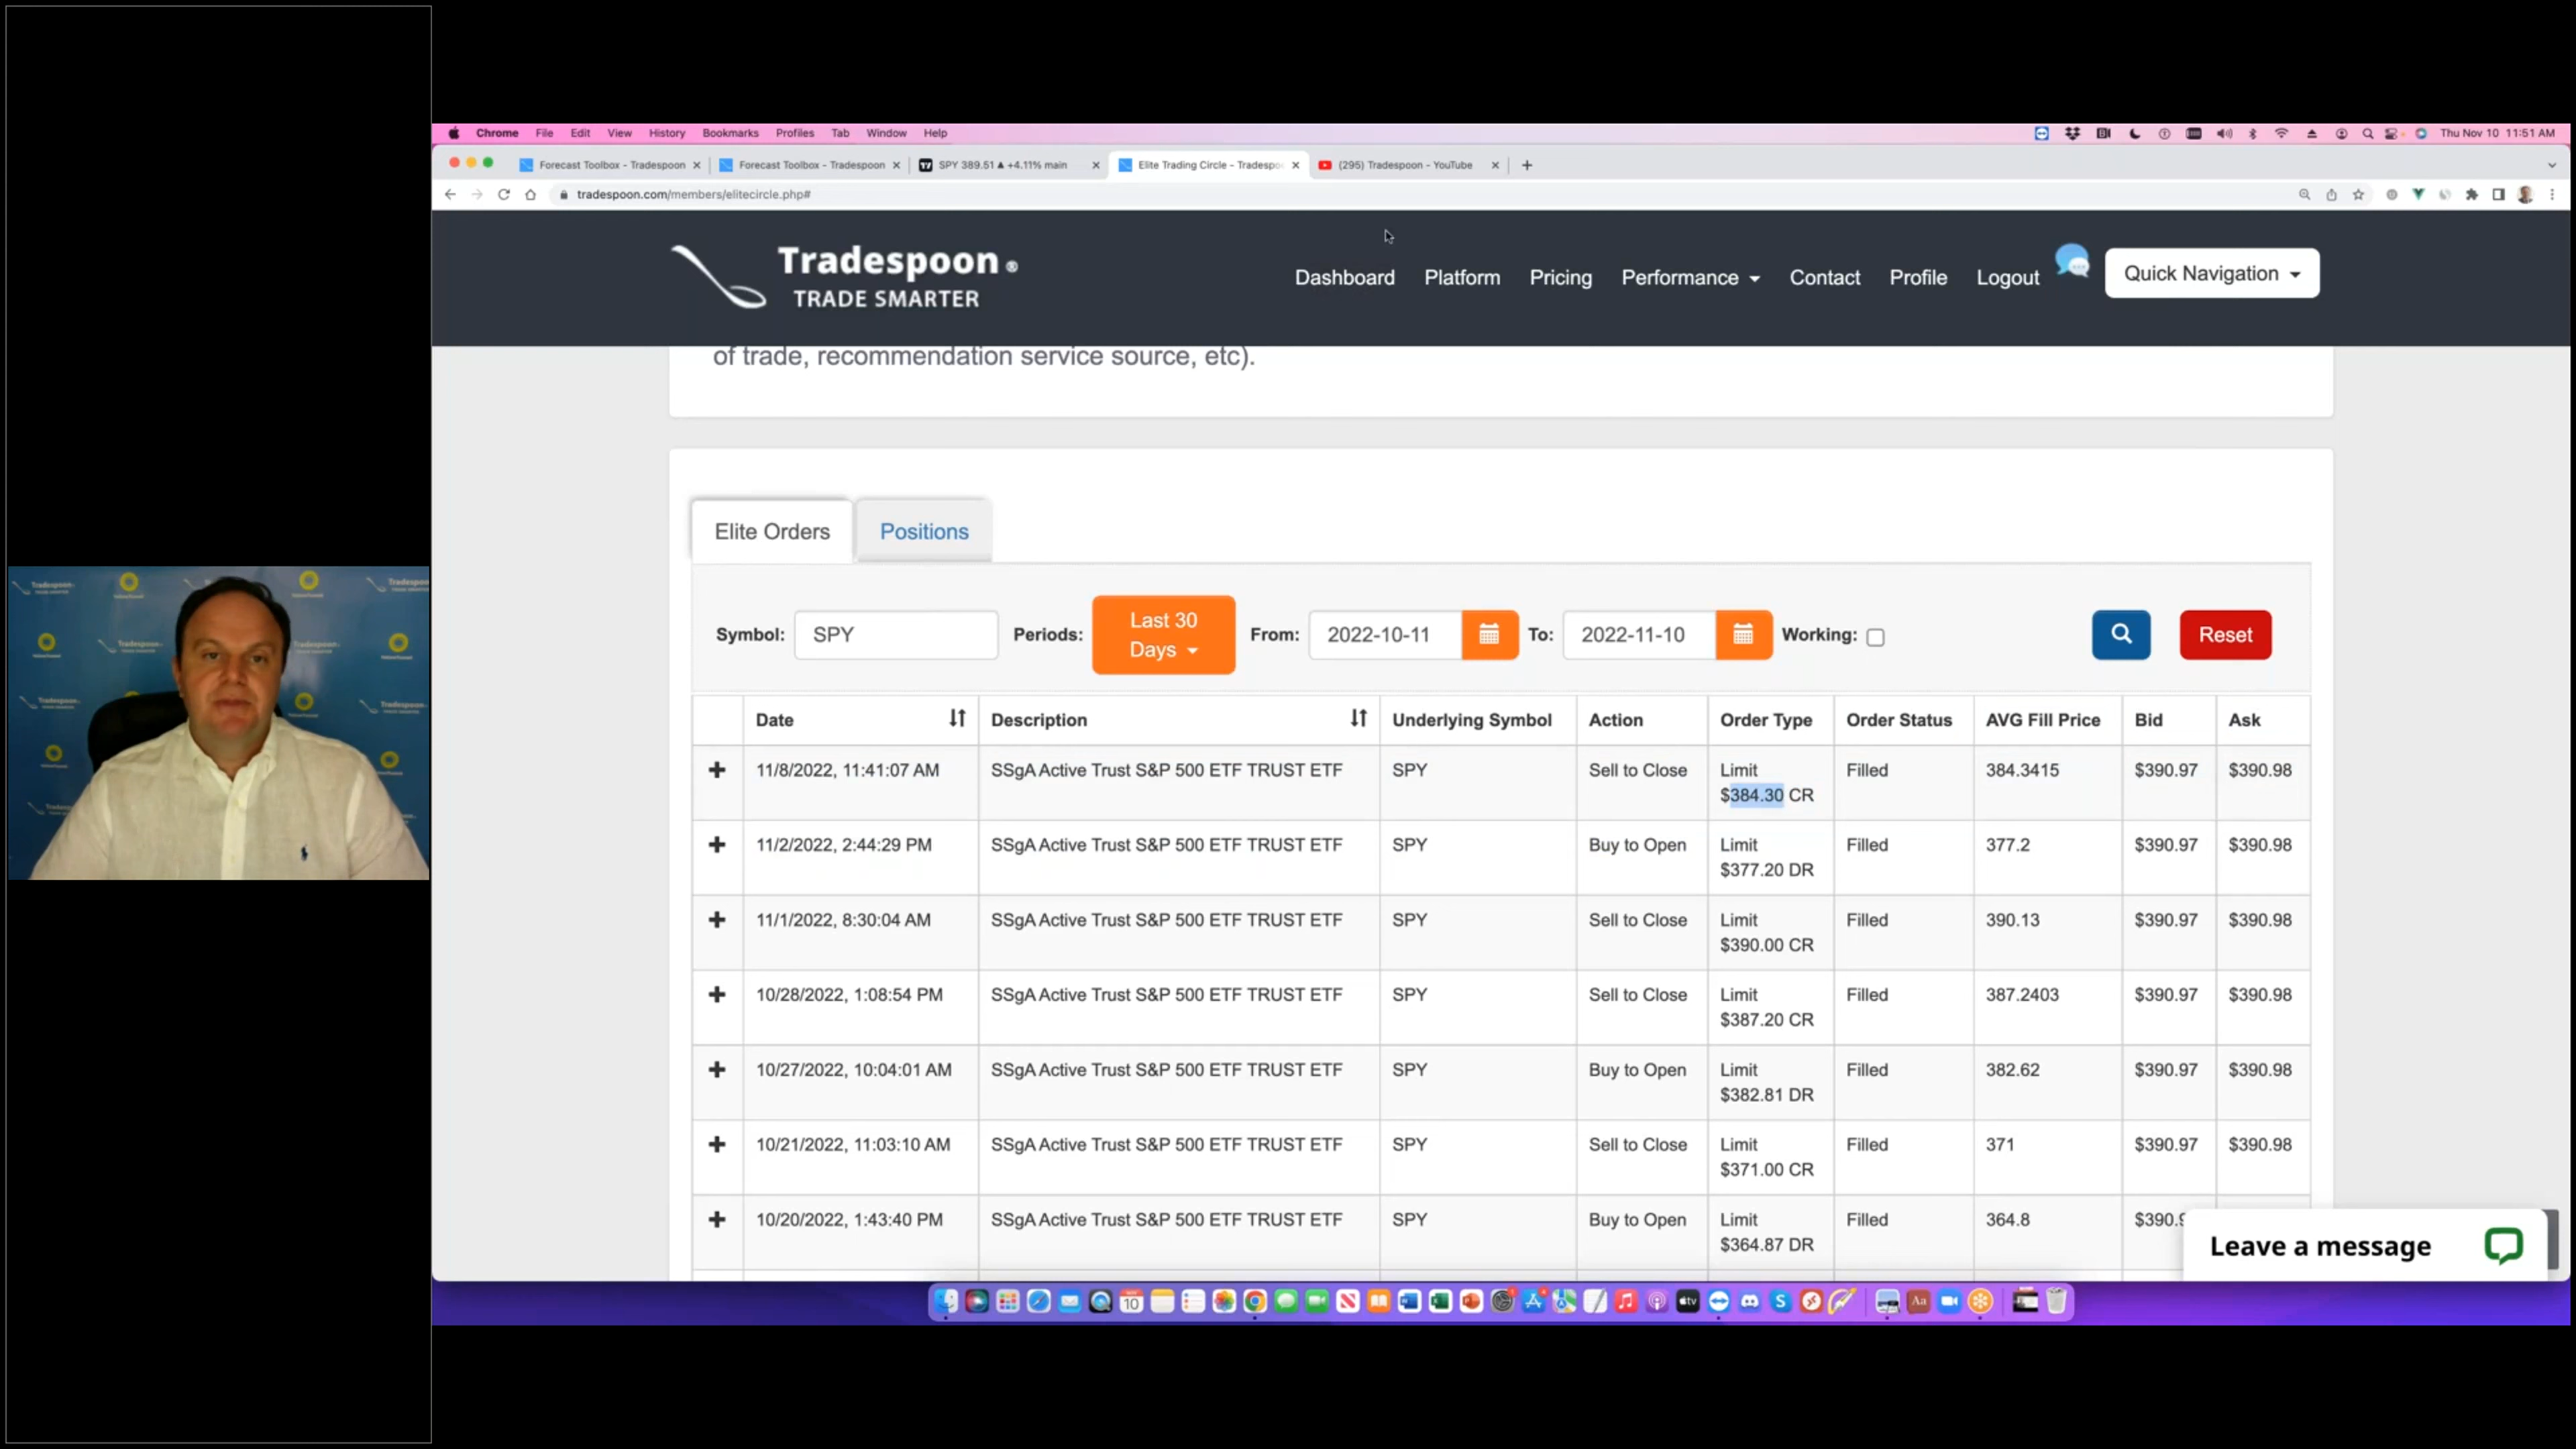 Chrome File Edit View History Bookmarks Profiles Tab Window Help Thu Nov 10 11:51 AM
Forecast Toolbox - Tradespoon Forecast Toolbox - Tradespoon SPY 389.51 ▲ +4.11% main Elite Trading Circle - Tradespoo (295) Tradespoon - YouTube
tradespoon.com/members/elitecircle.php#
Tradespoon®
TRADE SMARTER
Dashboard Platform Pricing Performance Contact Profile Logout Quick Navigation
of trade, recommendation service source, etc).
Elite Orders Positions
Symbol: SPY Periods: Last 30 Days From: 2022-10-11 To: 2022-11-10 Working: Reset
Date Description Underlying Symbol Action Order Type Order Status AVG Fill Price Bid Ask
11/8/2022, 11:41:07 AM SSgA Active Trust S&P 500 ETF TRUST ETF SPY Sell to Close Limit $384.30 CR Filled 384.3415 $390.97 $390.98
11/2/2022, 2:44:29 PM SSgA Active Trust S&P 500 ETF TRUST ETF SPY Buy to Open Limit $377.20 DR Filled 377.2 $390.97 $390.98
11/1/2022, 8:30:04 AM SSgA Active Trust S&P 500 ETF TRUST ETF SPY Sell to Close Limit $390.00 CR Filled 390.13 $390.97 $390.98
10/28/2022, 1:08:54 PM SSgA Active Trust S&P 500 ETF TRUST ETF SPY Sell to Close Limit $387.20 CR Filled 387.2403 $390.97 $390.98
10/27/2022, 10:04:01 AM SSgA Active Trust S&P 500 ETF TRUST ETF SPY Buy to Open Limit $382.81 DR Filled 382.62 $390.97 $390.98
10/21/2022, 11:03:10 AM SSgA Active Trust S&P 500 ETF TRUST ETF SPY Sell to Close Limit $371.00 CR Filled 371 $390.97 $390.98
10/20/2022, 1:43:40 PM SSgA Active Trust S&P 500 ETF TRUST ETF SPY Buy to Open Limit $364.87 DR Filled 364.8 $390.9
Leave a message